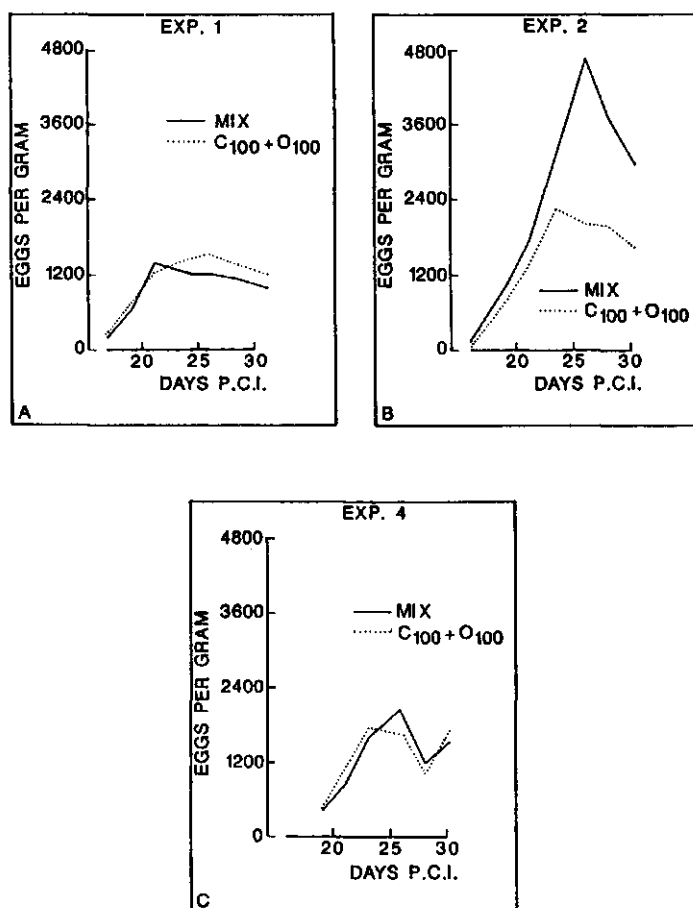 EXP. 1
4800
3600
2400
1200
0
EGGS PER GRAM
MIX
C100+O100
20 25 30
DAYS P.C.I.
A
EXP. 2
4800
3600
2400
1200
0
EGGS PER GRAM
MIX
C100+O100
20 25 30
DAYS P.C.I.
B
EXP. 4
4800
3600
2400
1200
0
EGGS PER GRAM
MIX
C100+O100
20 25 30
DAYS P.C.I.
C